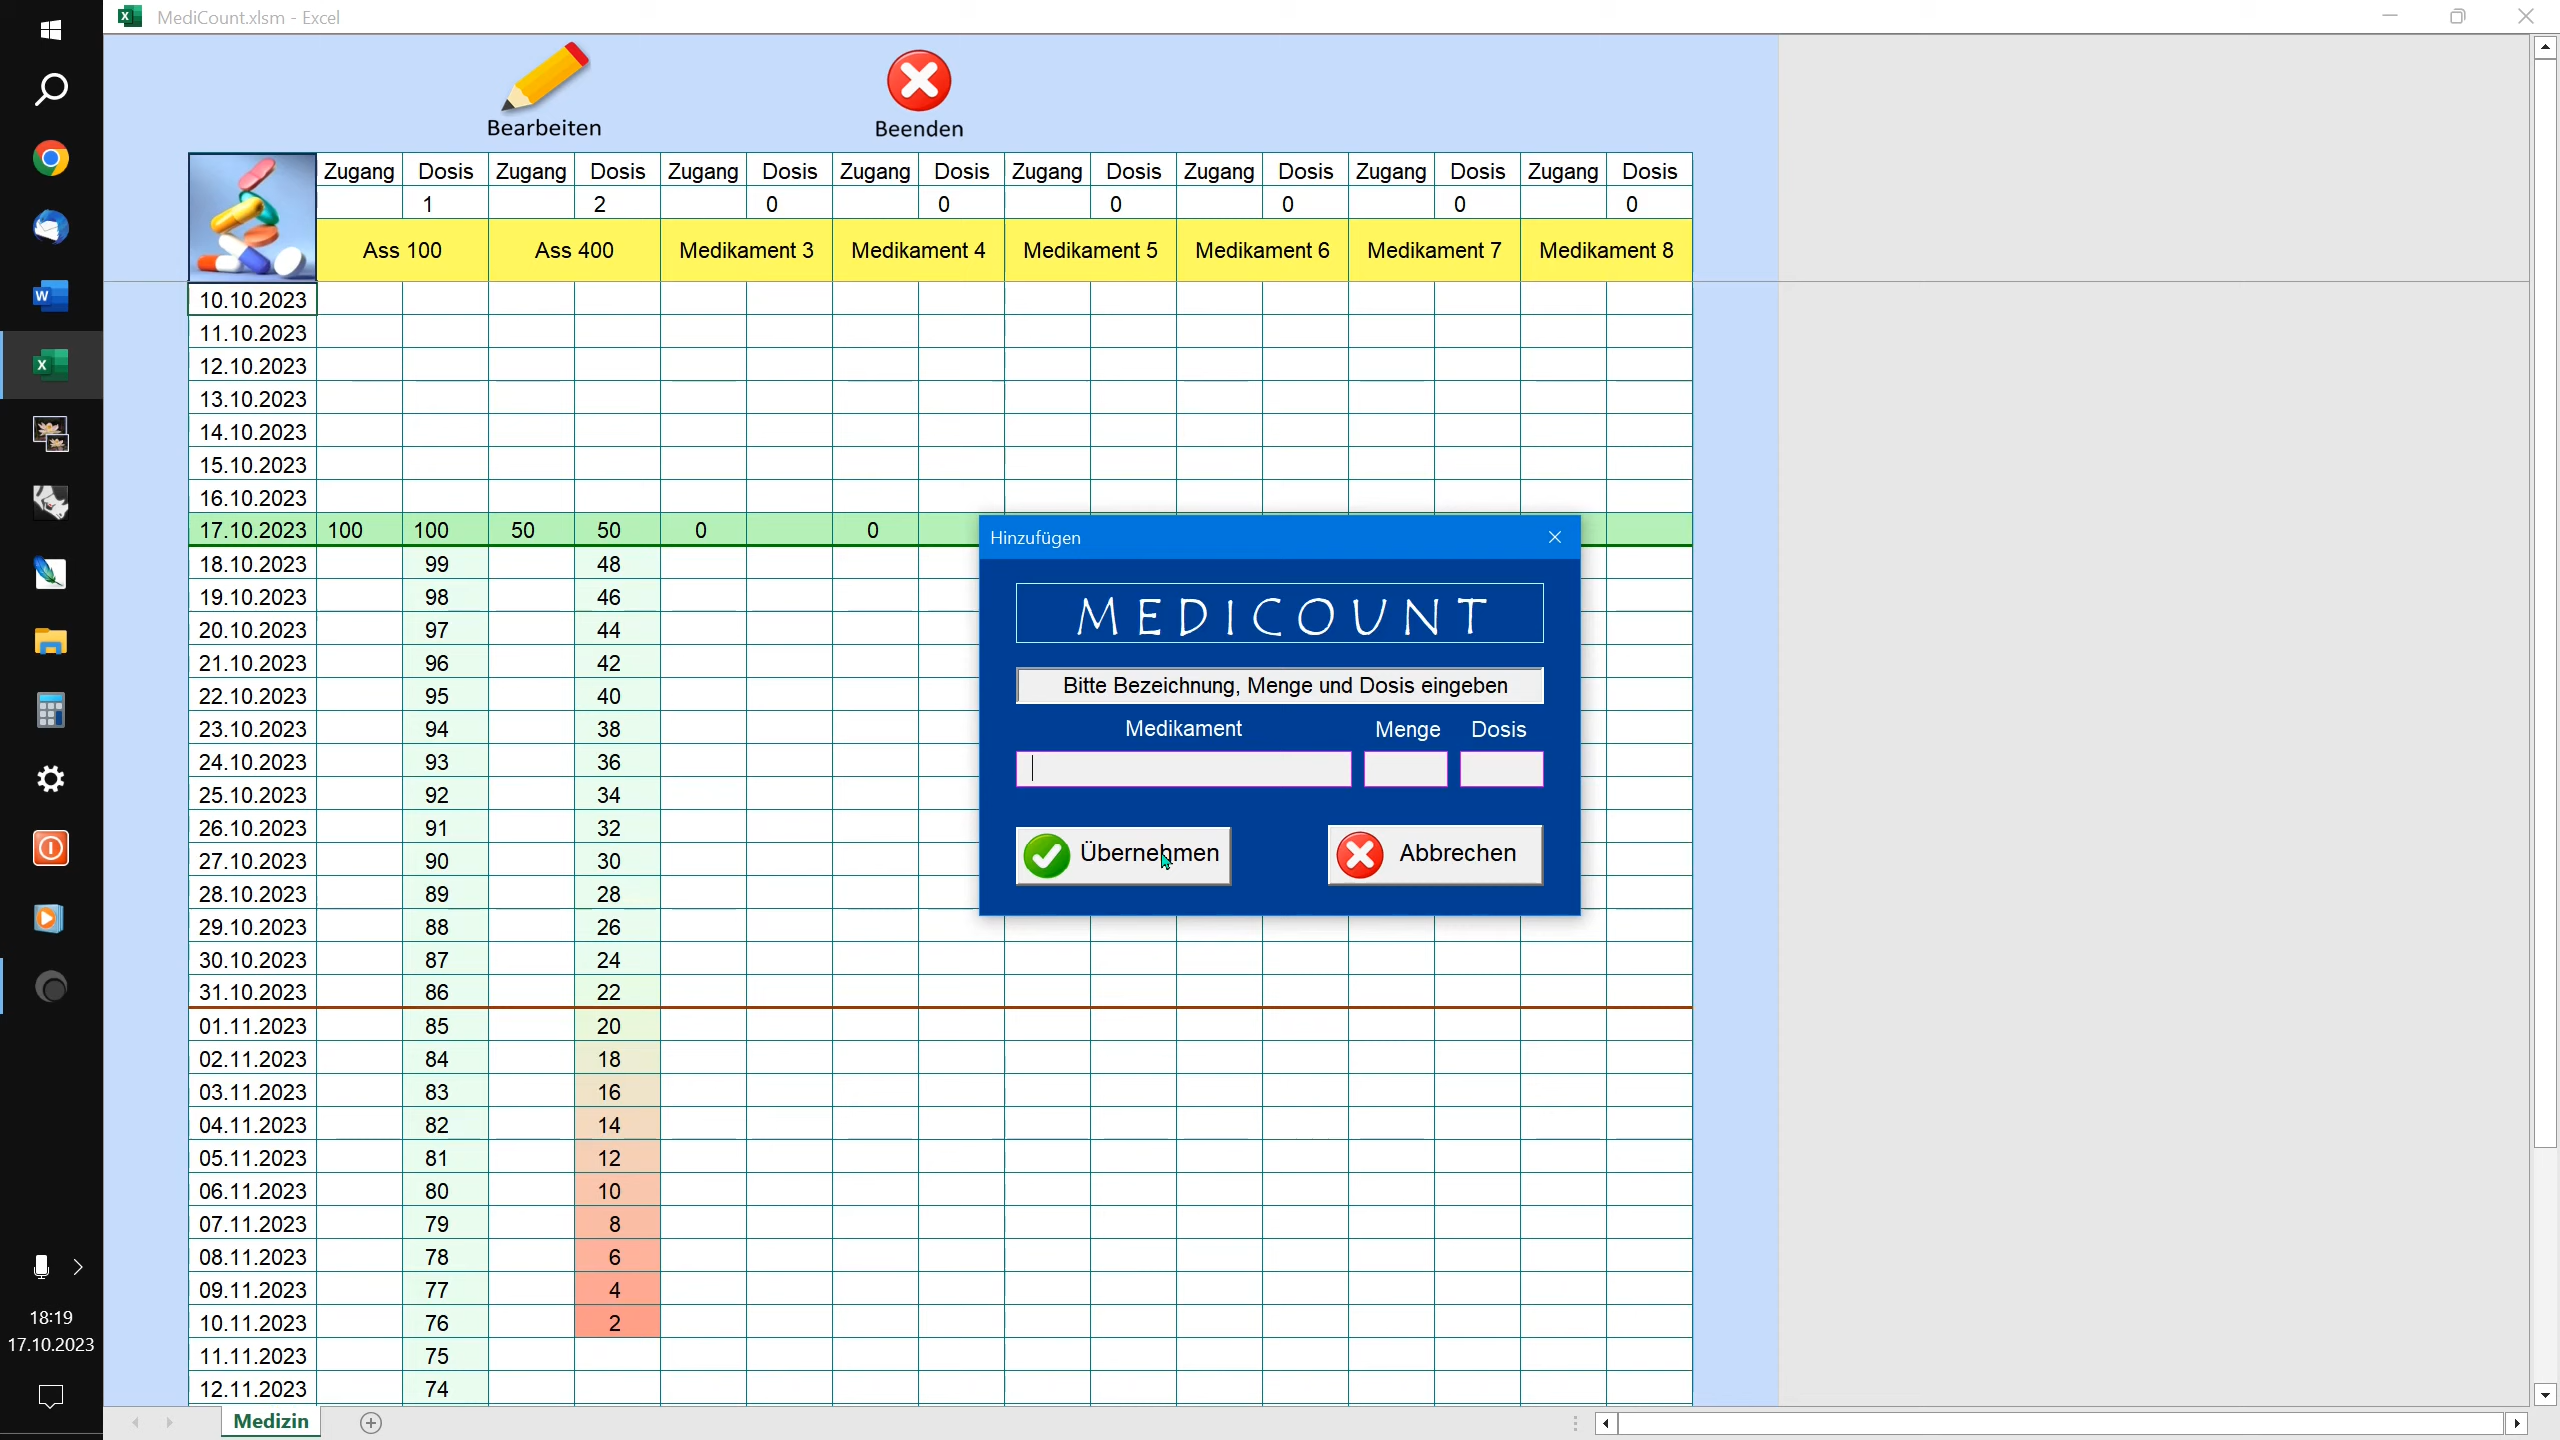 MediCount.xlsm - Excel
Bearbeiten Beenden
Zugang Dosis Zugang Dosis Zugang Dosis Zugang Dosis Zugang Dosis Zugang Dosis Zugang Dosis Zugang Dosis
1 2 0 0 0 0 0 0
Ass 100 Ass 400 Medikament 3 Medikament 4 Medikament 5 Medikament 6 Medikament 7 Medikament 8
10.10.2023
11.10.2023
12.10.2023
13.10.2023
14.10.2023
15.10.2023
16.10.2023
17.10.2023 100 100 50 50 0 0
18.10.2023 99 48
19.10.2023 98 46
20.10.2023 97 44
21.10.2023 96 42
22.10.2023 95 40
23.10.2023 94 38
24.10.2023 93 36
25.10.2023 92 34
26.10.2023 91 32
27.10.2023 90 30
28.10.2023 89 28
29.10.2023 88 26
30.10.2023 87 24
31.10.2023 86 22
01.11.2023 85 20
02.11.2023 84 18
03.11.2023 83 16
04.11.2023 82 14
05.11.2023 81 12
06.11.2023 80 10
07.11.2023 79 8
08.11.2023 78 6
09.11.2023 77 4
10.11.2023 76 2
11.11.2023 75
12.11.2023 74
Hinzufügen
MEDICOUNT
Bitte Bezeichnung, Menge und Dosis eingeben
Medikament Menge Dosis
Übernehmen Abbrechen
18:19
17.10.2023
Medizin